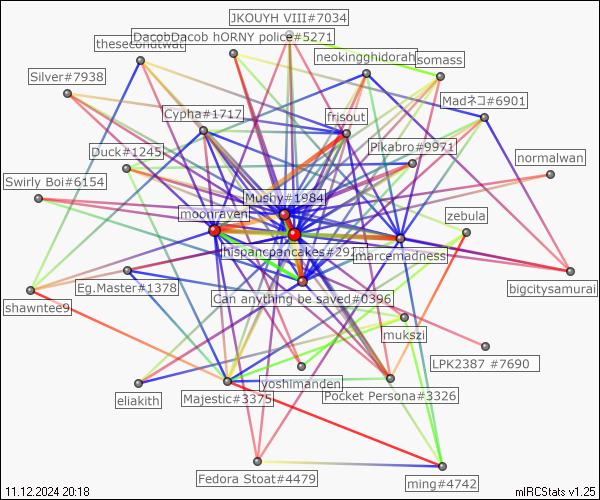 JKOUYH VIII#7034
DacobDacob hORNY police#5271
thesecondtwat
neokingghidorah
somass
Silver#7938
Madネコ#6901
Cypha#1717
frisout
Pikabro#9971
Duck#1245
normalwan
Swirly Boi#6154
Mushy#1984
moonraven
zebula
hispancpancakes#2918
marcemadness
Eg.Master#1378
bigcitysamurai
Can anything be saved#0396
shawntee9
mukszi
LPK2387 #7690
yoshimanden
eliakith
Majestic#3375
Pocket Persona#3326
Fedora Stoat#4479
ming#4742
11.12.2024 20:18
mIRCStats v1.25